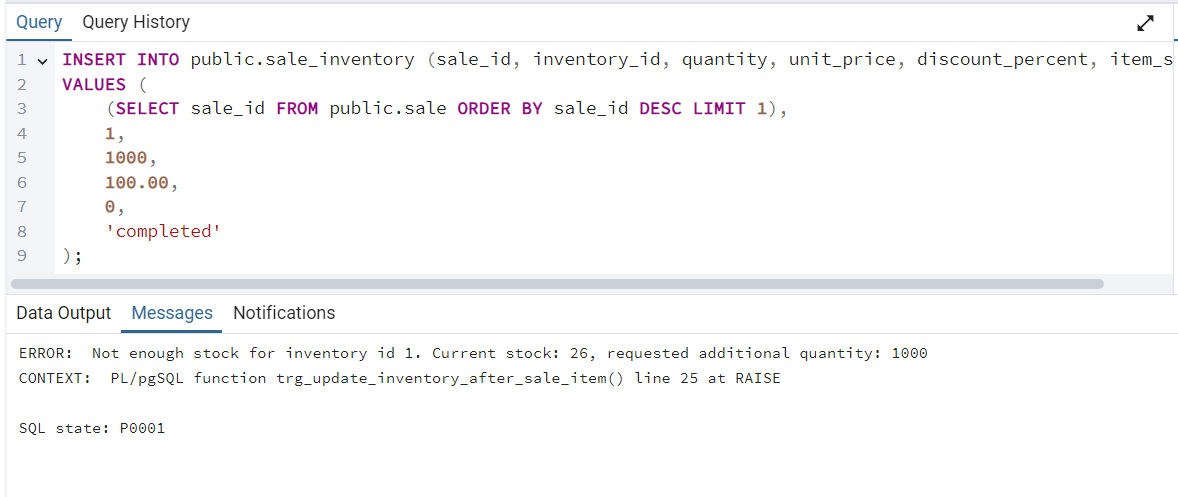 Query Query History
1 INSERT INTO public.sale_inventory (sale_id, inventory_id, quantity, unit_price, discount_percent, item_s
2 VALUES (
3 (SELECT sale_id FROM public.sale ORDER BY sale_id DESC LIMIT 1),
4 1,
5 1000,
6 100.00,
7 0,
8 'completed'
9 );
Data Output Messages Notifications
ERROR:  Not enough stock for inventory id 1. Current stock: 26, requested additional quantity: 1000
CONTEXT:  PL/pgSQL function trg_update_inventory_after_sale_item() line 25 at RAISE
SQL state: P0001